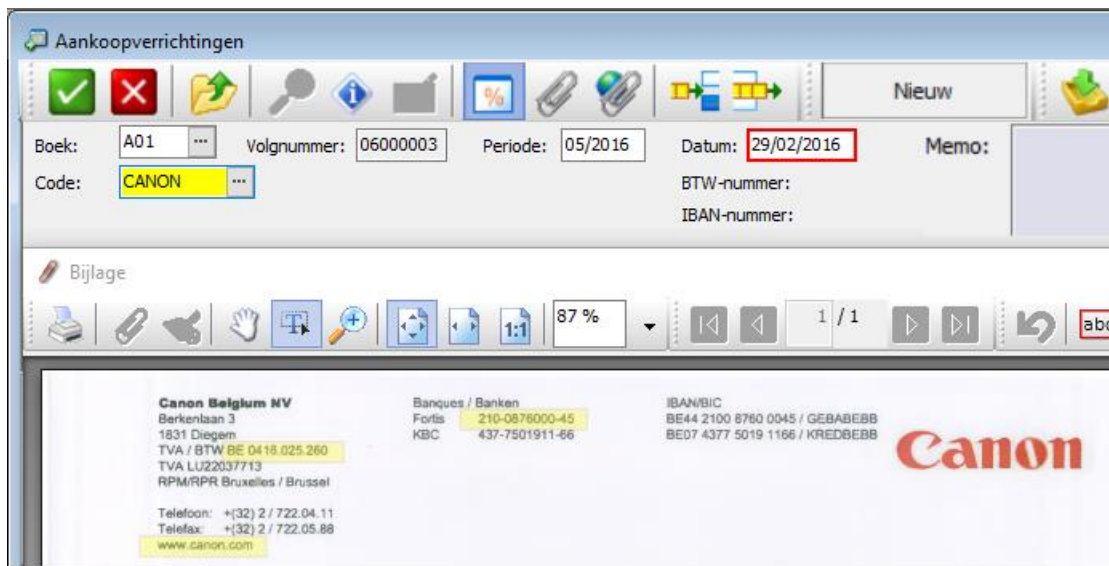 Aankoopverrichtingen
% Nieuw
Boek: A01 ... Volgnummer: 06000003 Periode: 05/2016 Datum: 29/02/2016 Memo:
Code: CANON ... BTW-nummer:
IBAN-nummer:
Bijlage
T 1:1 87 % 1 / 1 abc
Canon Belgium NV Banques / Banken IBAN/BIC
Berkenlaan 3 Fortis 210-0876000-45 BE44 2100 8760 0045 / GEBABEBB
1831 Diegem KBC 437-7501911-66 BE07 4377 5019 1166 / KREDBEBB
Canon
TVA / BTW BE 0416.025.260
TVA LU22037713
RPM/RPR Bruxelles / Brussel
Telefoon: +(32) 2 / 722.04.11
Telefax: +(32) 2 / 722.05.88
www.canon.com